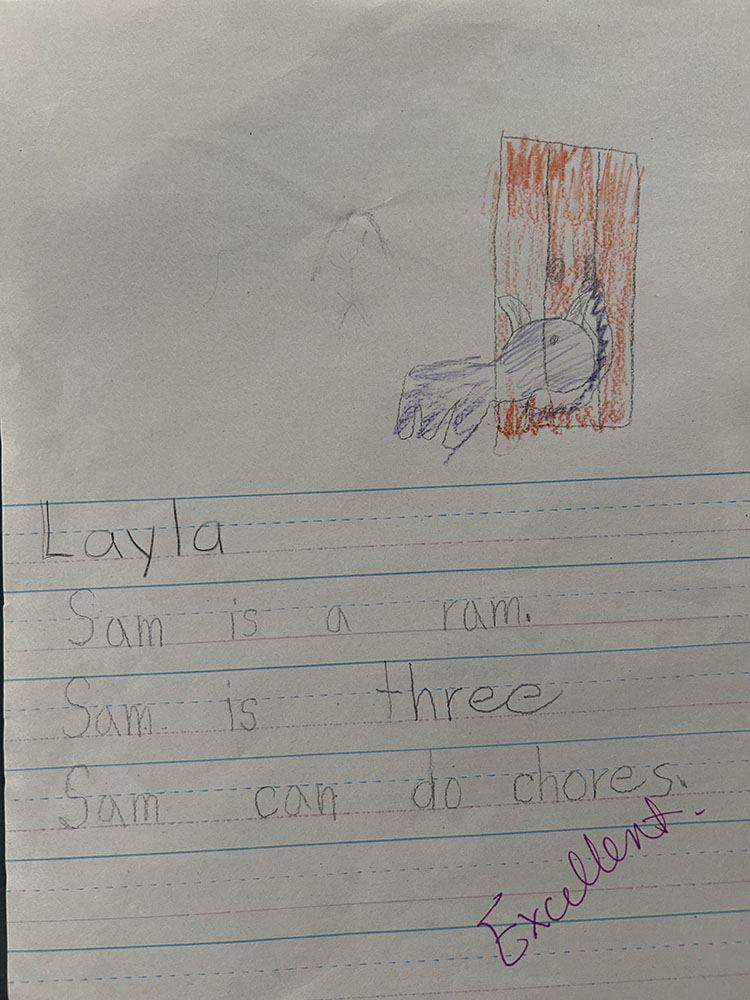 Layla
Sam is a ram.
Sam is three
Sam can do chores.
Excellent.